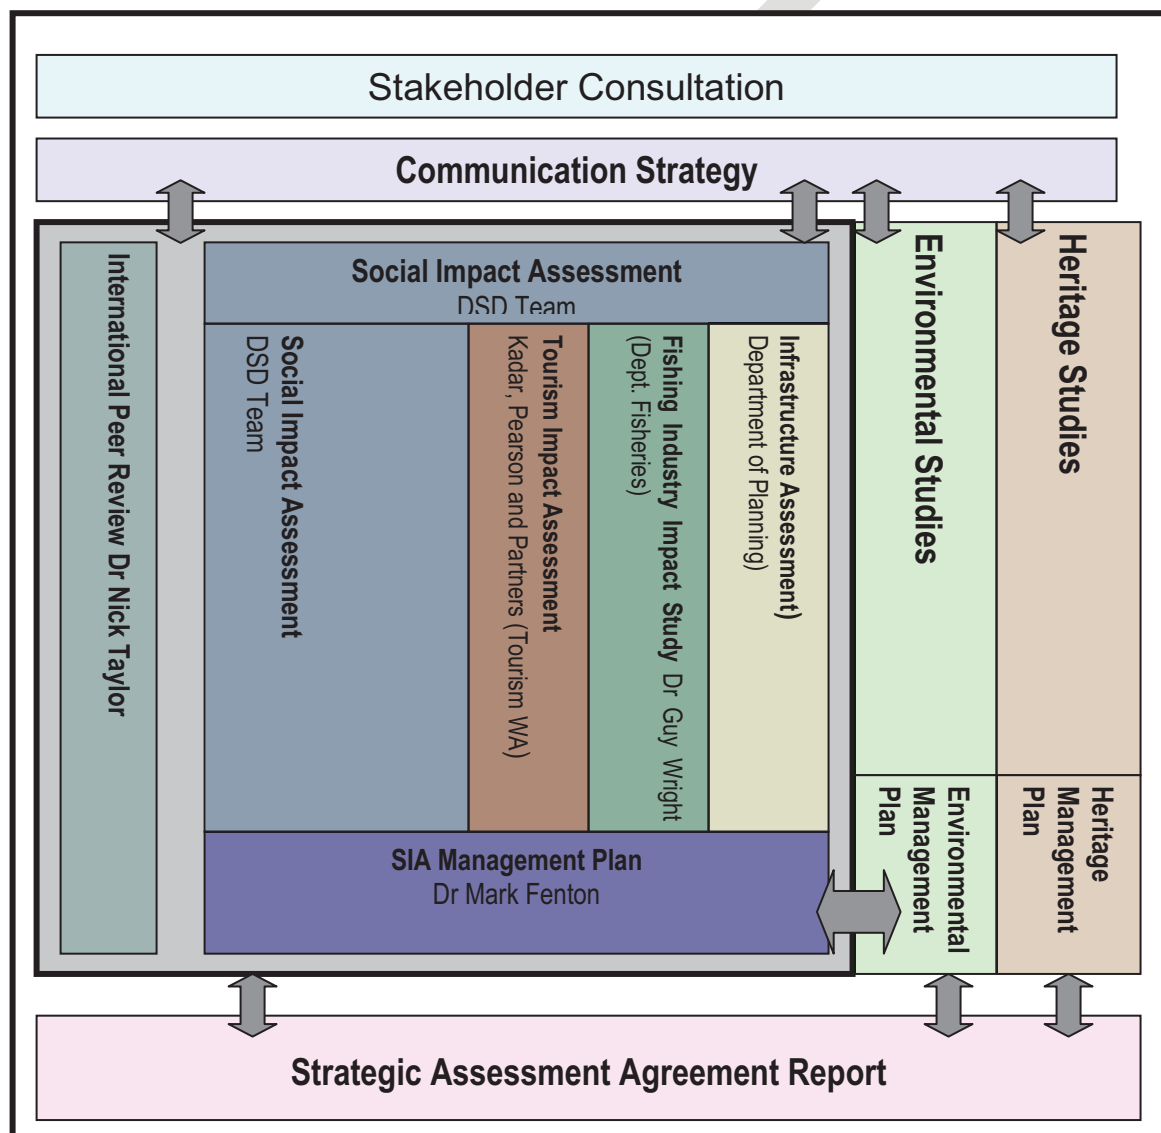 Stakeholder Consultation
Communication Strategy
International Peer Review Dr Nick Taylor
Social Impact Assessment
DSD Team
Social Impact Assessment
DSD Team
Tourism Impact Assessment
Kadar, Pearson and Partners (Tourism WA)
Fishing Industry Impact Study Dr Guy Wright
(Dept. Fisheries)
Infrastructure Assessment)
Department of Planning)
SIA Management Plan
Dr Mark Fenton
Environmental Studies
Environmental
Management
Plan
Heritage Studies
Heritage
Management
Plan
Strategic Assessment Agreement Report